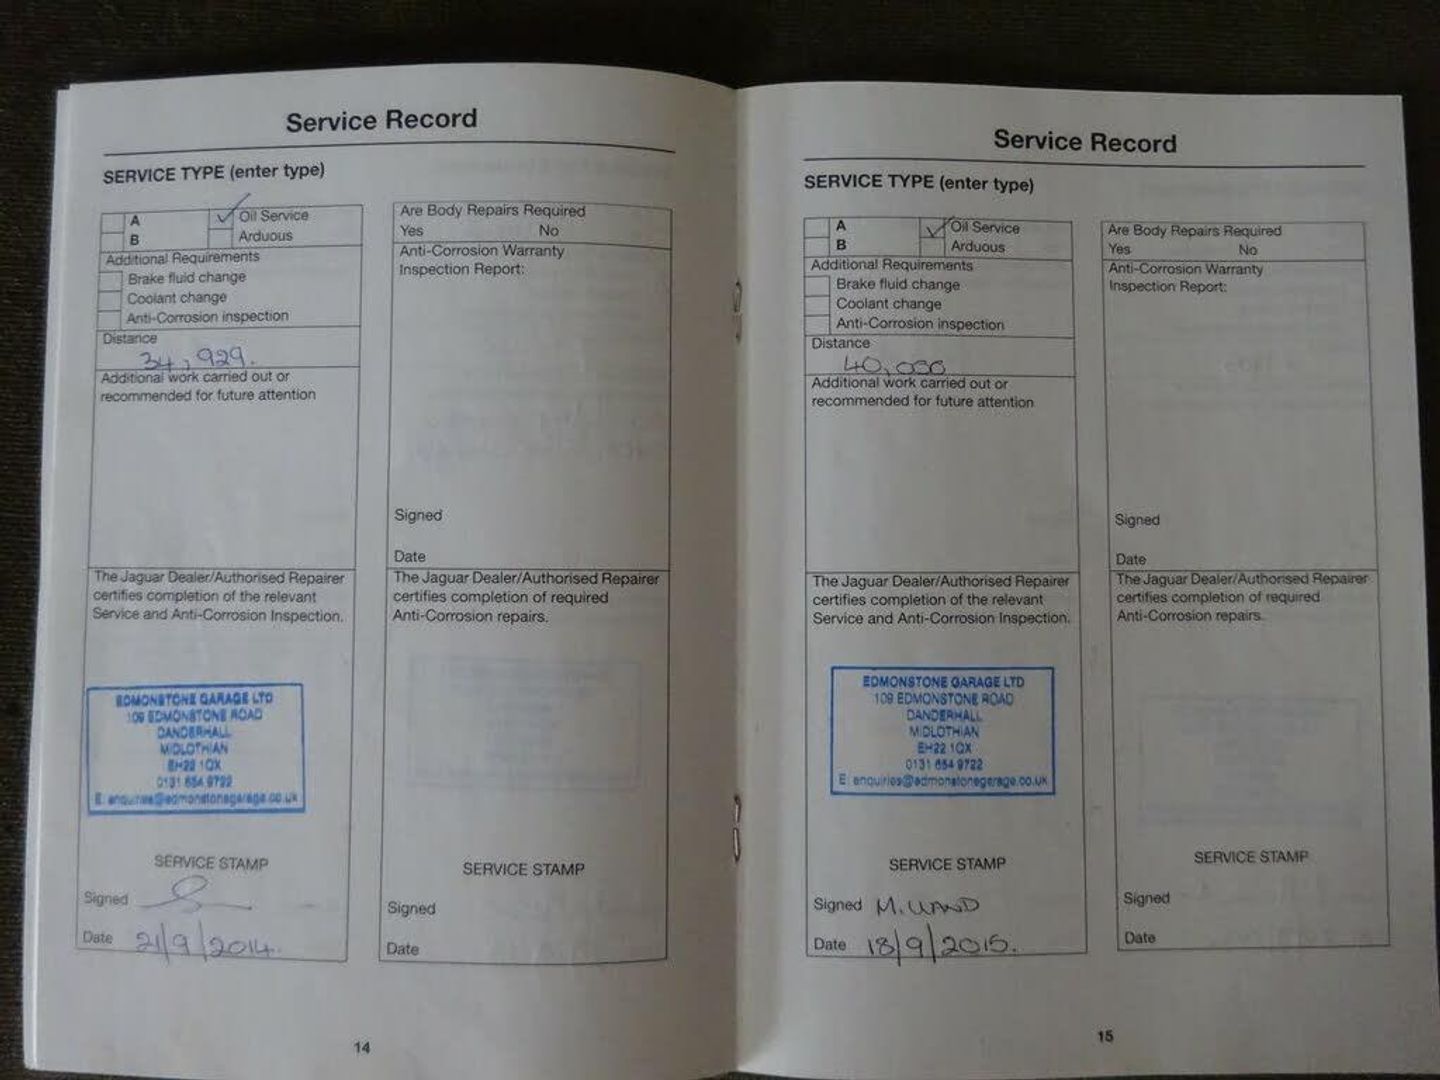 Service Record
SERVICE TYPE (enter type)
A
B
Oil Service
Arduous
Additional Requirements
Brake fluid change
Coolant change
Anti-Corrosion inspection
Distance
34,929.
Additional work carried out or
recommended for future attention
The Jaguar Dealer/Authorised Repairer
certifies completion of the relevant
Service and Anti-Corrosion Inspection.
EDMONSTONE GARAGE LTD
109 EDMONSTONE ROAD
DANDERHALL
MIDLOTHIAN
EH22 1QX
0131 654 9722
E: enquiries@edmonstonegarage.co.uk
SERVICE STAMP
Signed
Date 21/9/2014.
Are Body Repairs Required
Yes No
Anti-Corrosion Warranty
Inspection Report:
Signed
Date
The Jaguar Dealer/Authorised Repairer
certifies completion of required
Anti-Corrosion repairs.
SERVICE STAMP
Signed
Date
14
Service Record
SERVICE TYPE (enter type)
A
B
Oil Service
Arduous
Additional Requirements
Brake fluid change
Coolant change
Anti-Corrosion inspection
Distance
40,000
Additional work carried out or
recommended for future attention
The Jaguar Dealer/Authorised Repairer
certifies completion of the relevant
Service and Anti-Corrosion Inspection.
EDMONSTONE GARAGE LTD
109 EDMONSTONE ROAD
DANDERHALL
MIDLOTHIAN
EH22 1QX
0131 654 9722
E: enquiries@edmonstonegarage.co.uk
SERVICE STAMP
Signed M. WAND
Date 18/9/2015.
Are Body Repairs Required
Yes No
Anti-Corrosion Warranty
Inspection Report:
Signed
Date
The Jaguar Dealer/Authorised Repairer
certifies completion of required
Anti-Corrosion repairs.
SERVICE STAMP
Signed
Date
15